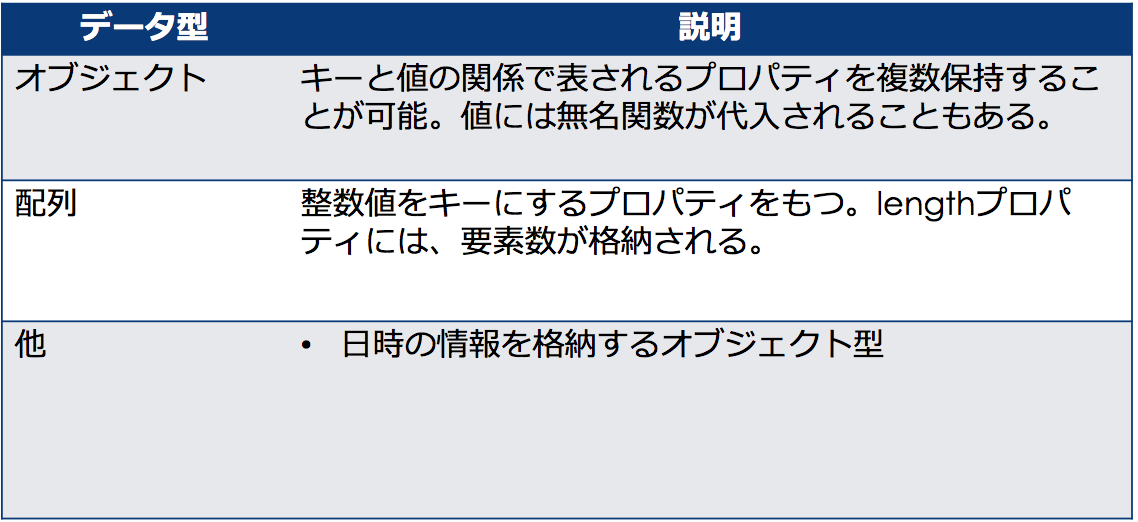 データ型 説明
オブジェクト キーと値の関係で表されるプロパティを複数保持するこ
とが可能。値には無名関数が代入されることもある。
配列 整数値をキーにするプロパティをもつ。lengthプロパ
ティには、要素数が格納される。
他 • 日時の情報を格納するオブジェクト型